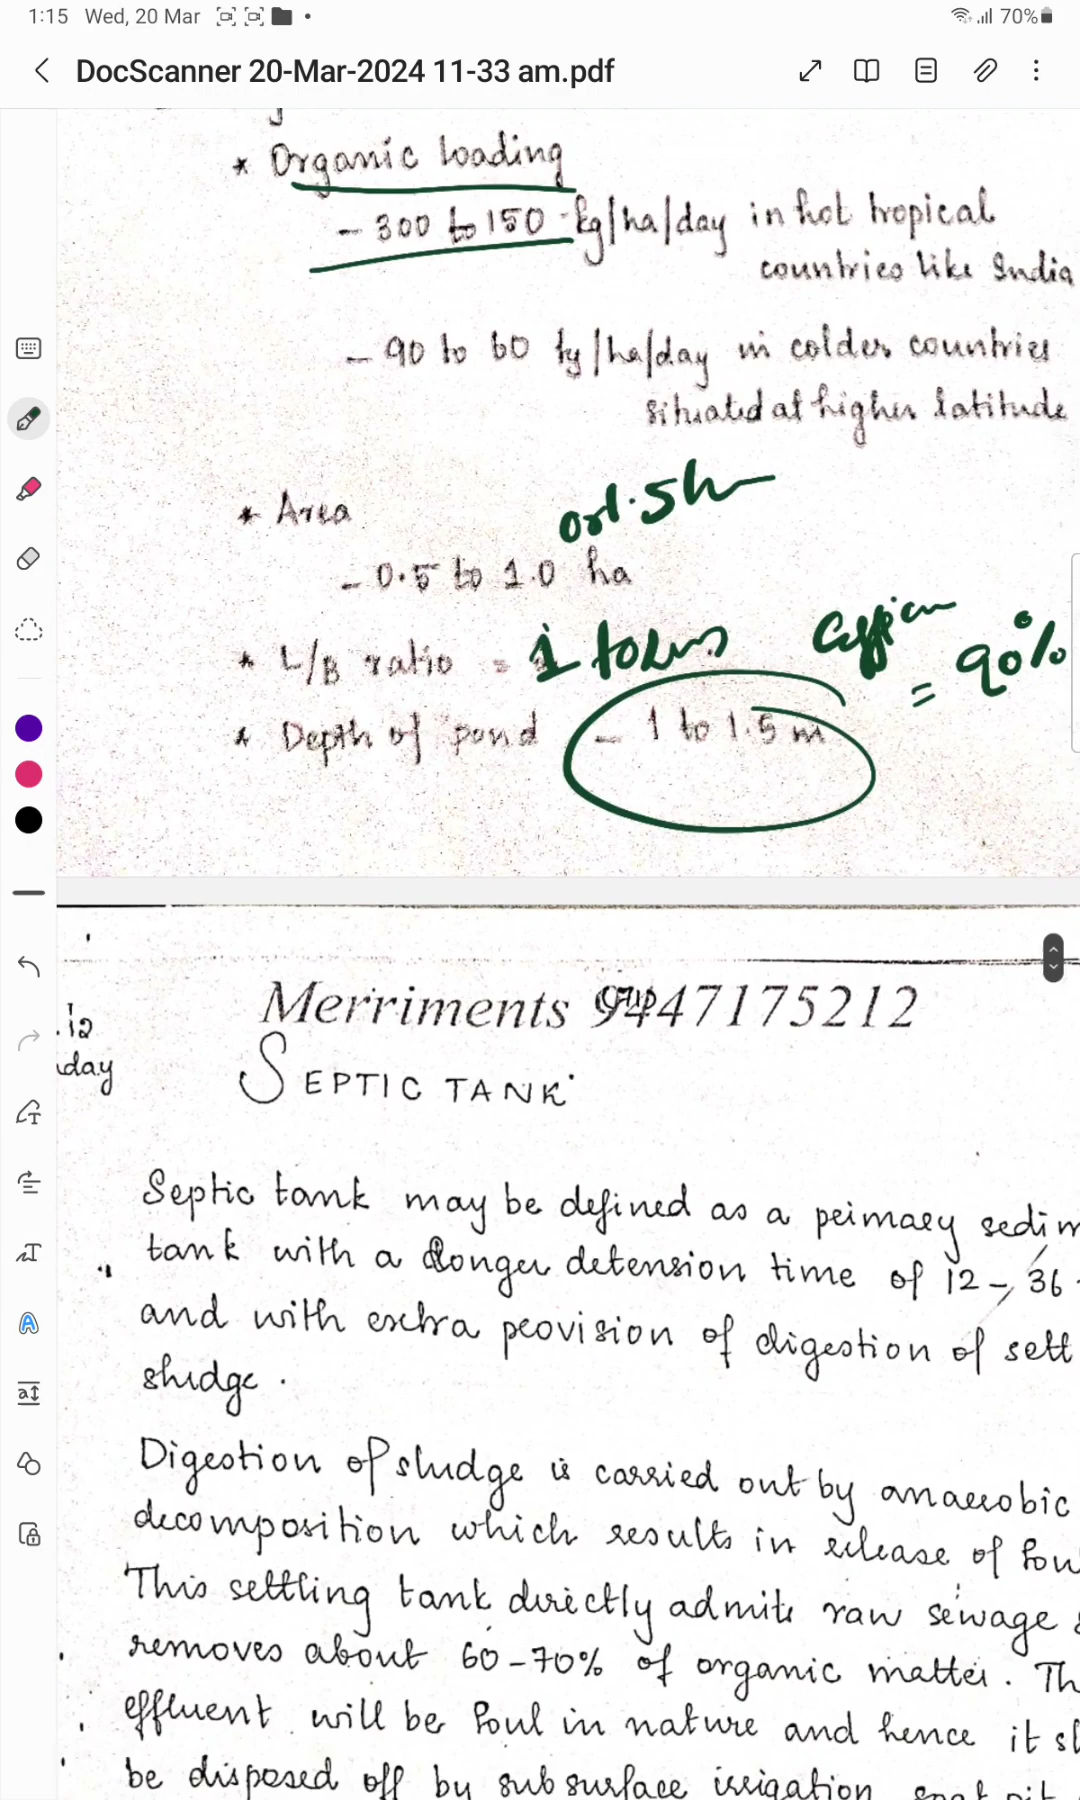 1:15 Wed, 20 Mar 70%
DocScanner 20-Mar-2024 11-33 am.pdf
* Organic loading
- 300 to 150 kg/ha/day in hot tropical
countries like India
- 90 to 60 kg/ha/day in colder countries
situated at higher latitude
* Area
- 0.5 to 1.0 ha
* L/B ratio =
= 90%
* Depth of pond - 1 to 1.5 m
Merriments 9447175212
day
SEPTIC TANK
Septic tank may be defined as a peimaey sedim
tank with a longer detension time of 12 - 36
and with extra peovision of digestion of sett
sludge.
Digestion of sludge is carried out by anaerobic
decomposition which results in release of fou
This settling tank directly admits raw sewage
removes about 60-70% of organic matter. Th
effluent will be foul in nature and hence it sh
be disposed off by subsurface irrigation